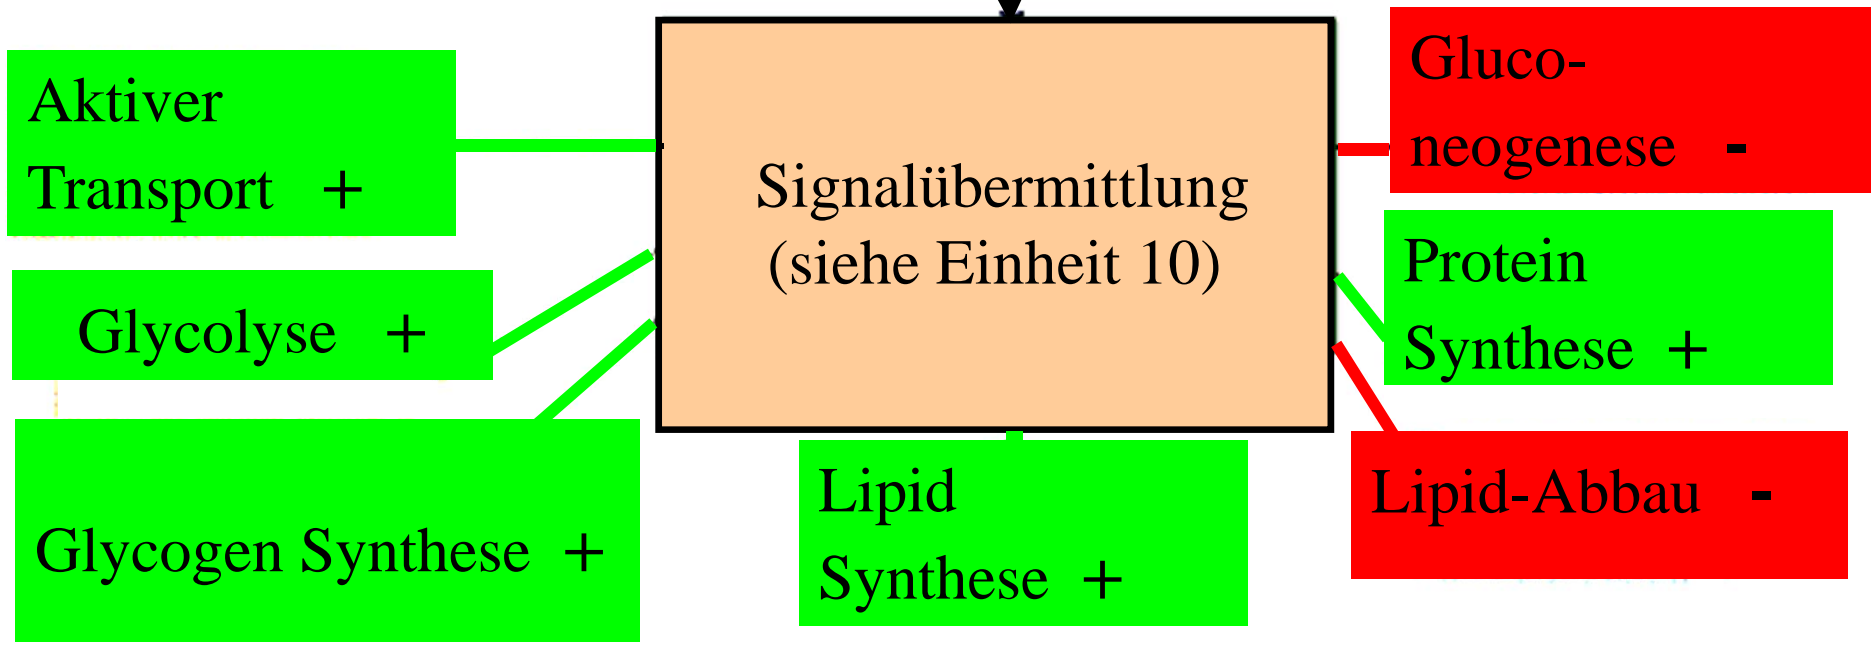 Aktiver
Transport +
Glycolyse +
Glycogen Synthese +
Signalübermittlung
(siehe Einheit 10)
Lipid
Synthese +
Gluco-
neogenese -
Protein
Synthese +
Lipid-Abbau -